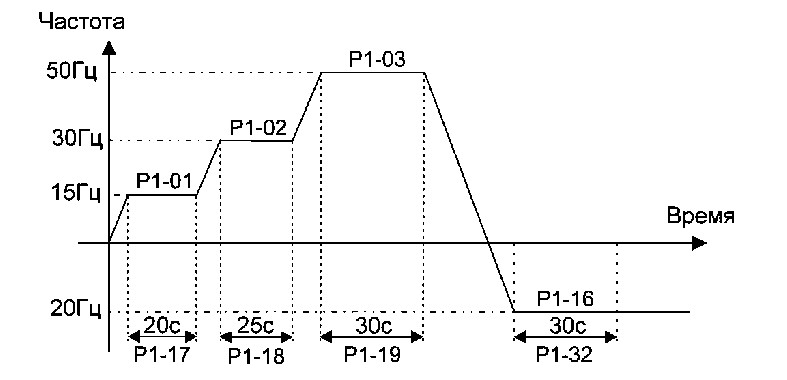 Частота
50Гц
P1-03
30Гц
P1-02
15Гц
P1-01
Время
20Гц
P1-16
20с
25с
30с
30с
P1-17
P1-18
P1-19
P1-32